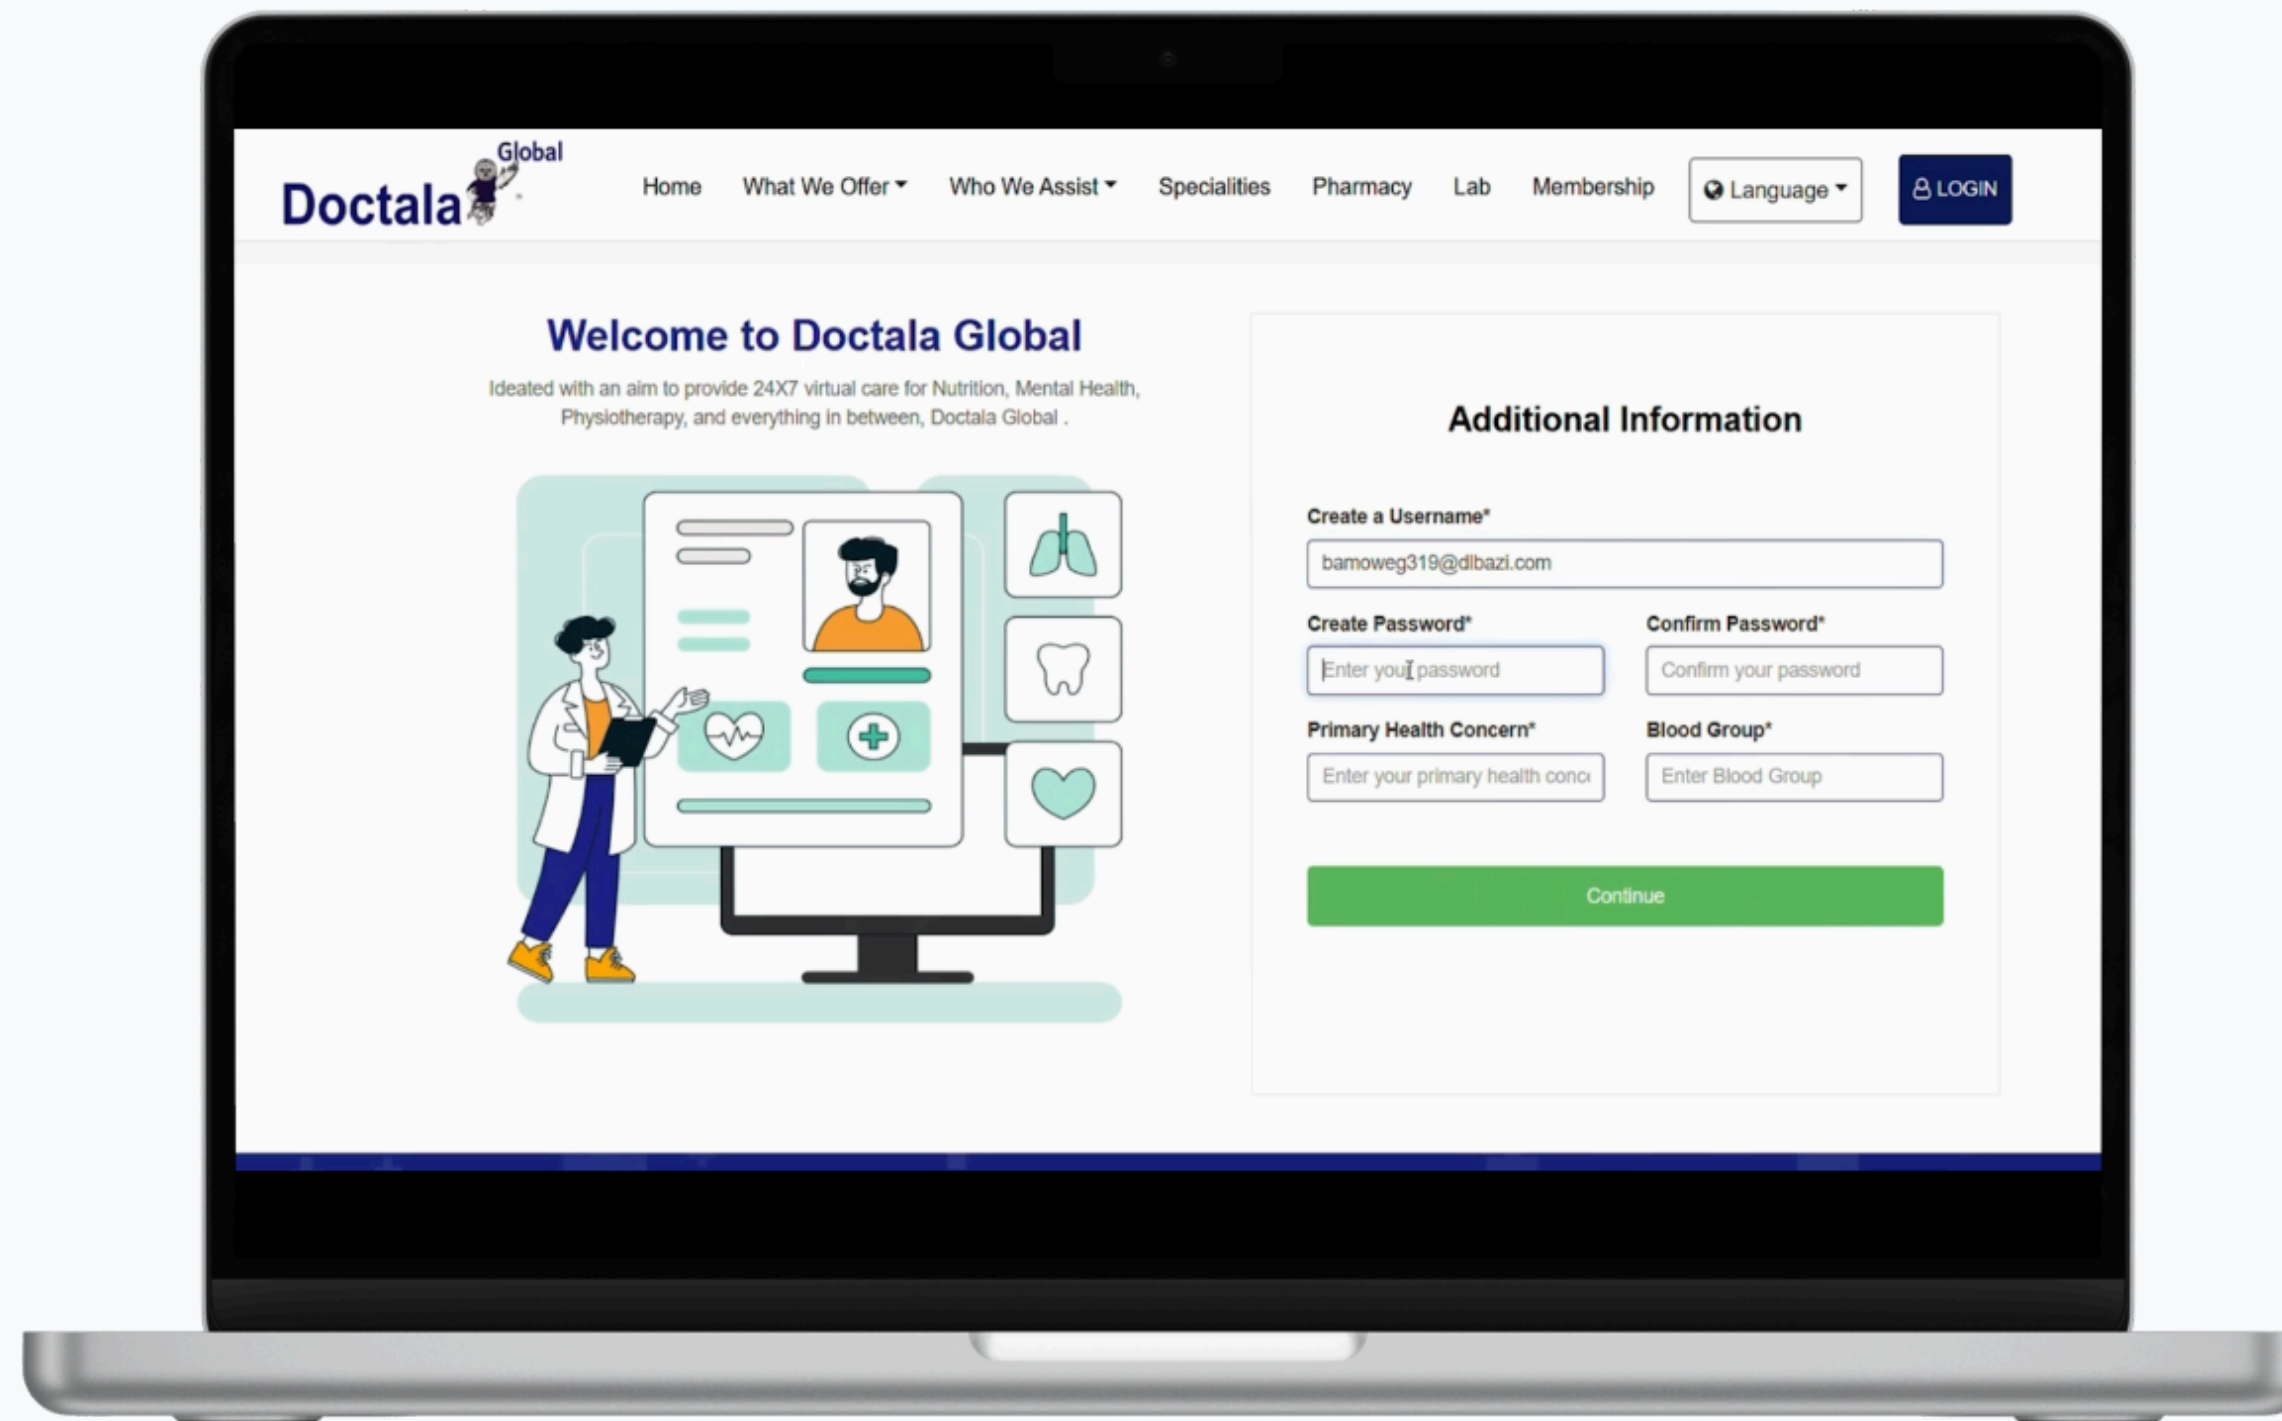 Global
Doctala
Home What We Offer Who We Assist Specialities Pharmacy Lab Membership Language LOGIN
Welcome to Doctala Global
Ideated with an aim to provide 24X7 virtual care for Nutrition, Mental Health,
Physiotherapy, and everything in between, Doctala Global .
Additional Information
Create a Username*
bamoweg319@dlbazi.com
Create Password* Confirm Password*
Enter your password Confirm your password
Primary Health Concern* Blood Group*
Enter your primary health conce Enter Blood Group
Continue